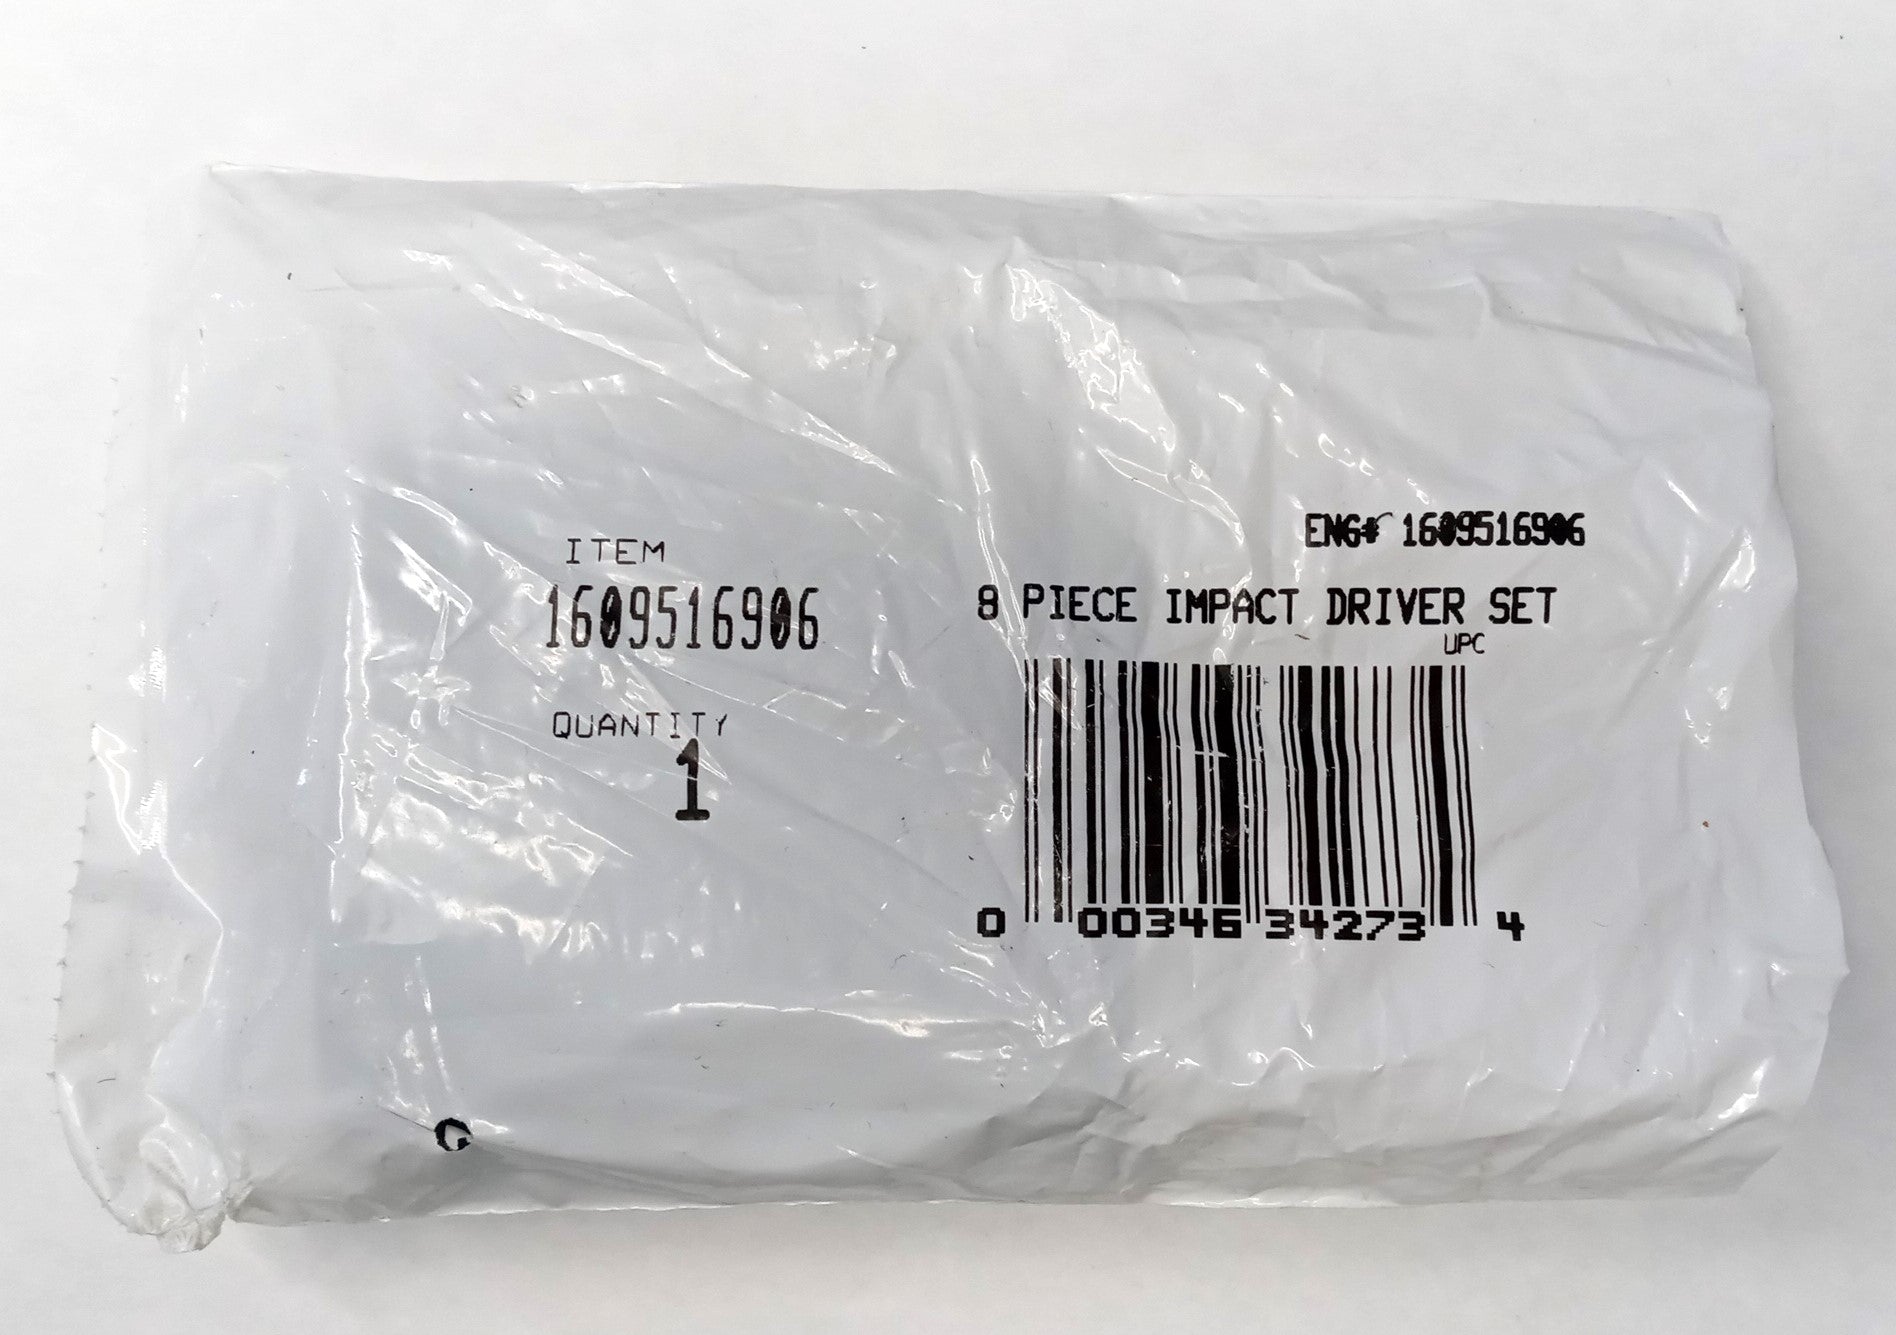 ITEM
1609516906
QUANTITY
1
ENG# 1609516906
8 PIECE IMPACT DRIVER SET
UPC
0 00346 34273 4
G